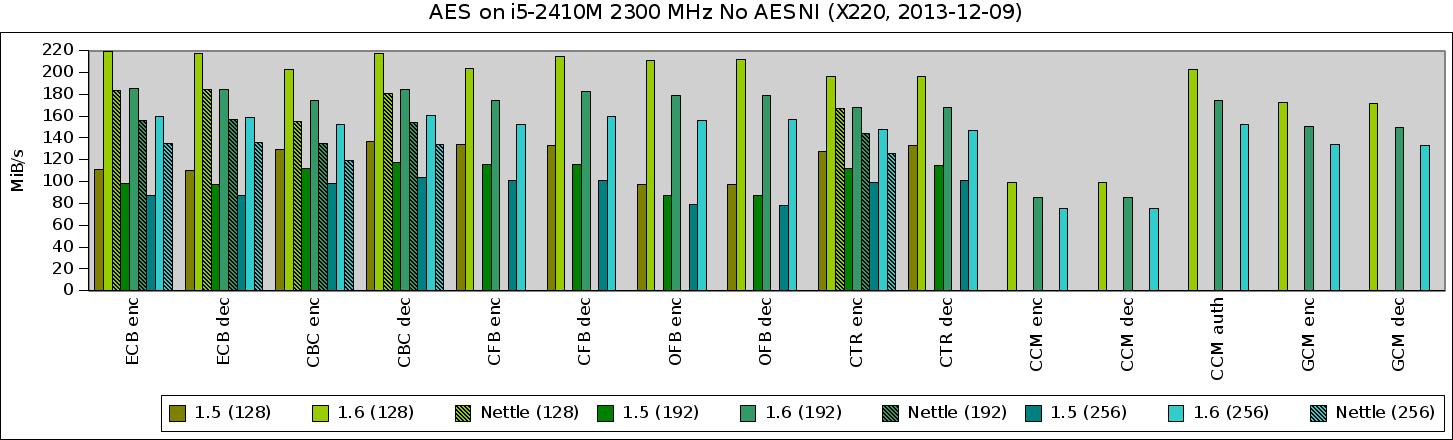 AES on i5-2410M 2300 MHz No AESNI (X220, 2013-12-09)
MiB/s
220
200
180
160
140
120
100
80
60
40
20
0
ECB enc
ECB dec
CBC enc
CBC dec
CFB enc
CFB dec
OFB enc
OFB dec
CTR enc
CTR dec
CCM enc
CCM dec
CCM auth
GCM enc
GCM dec
1.5 (128) 1.6 (128) Nettle (128) 1.5 (192) 1.6 (192) Nettle (192) 1.5 (256) 1.6 (256) Nettle (256)